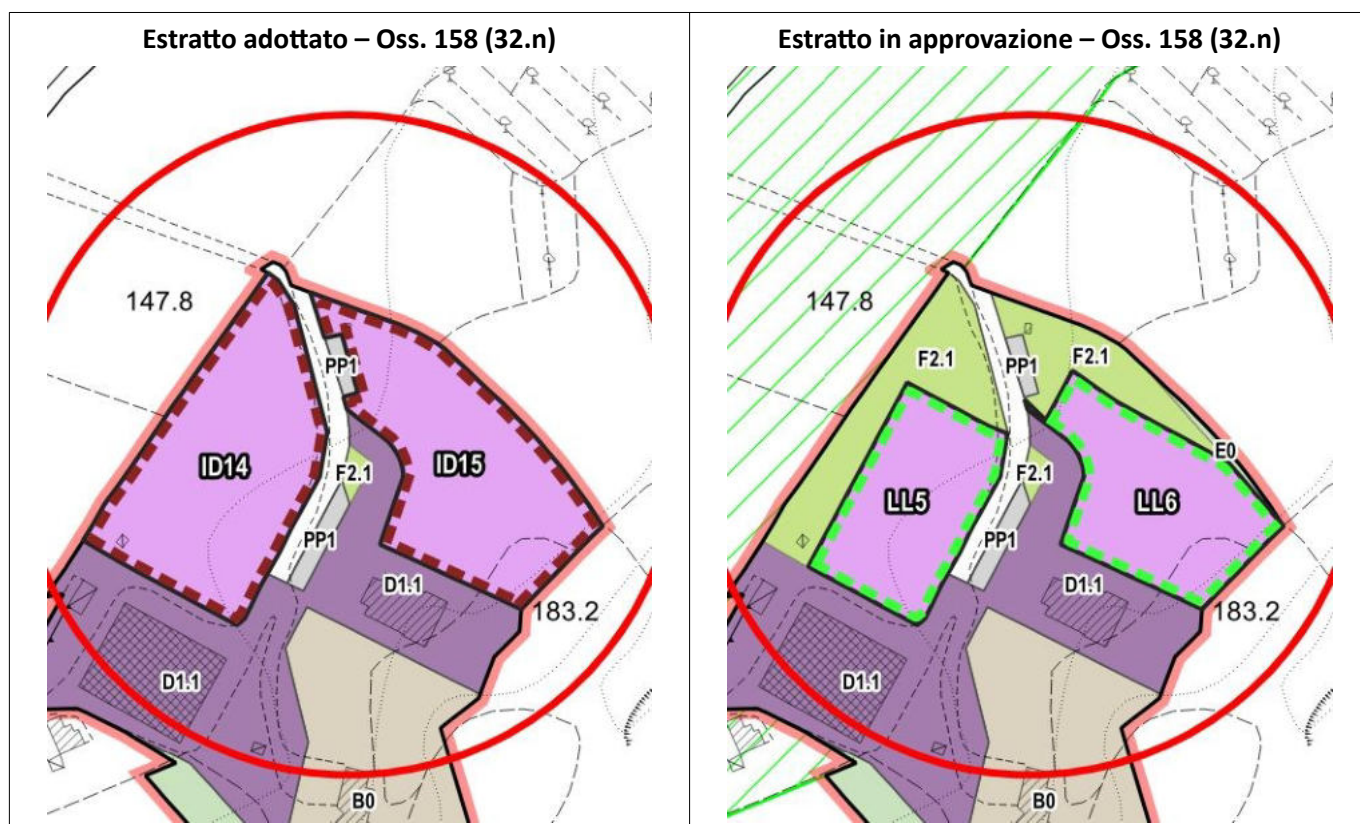 Estratto adottato – Oss. 158 (32.n)
147.8
PP1
ID14
ID15
F2.1
PP1
D1.1
183.2
D1.1
B0
Estratto in approvazione – Oss. 158 (32.n)
147.8
F2.1
PP1
F2.1
E0
LL5
F2.1
LL6
PP1
D1.1
183.2
D1.1
B0